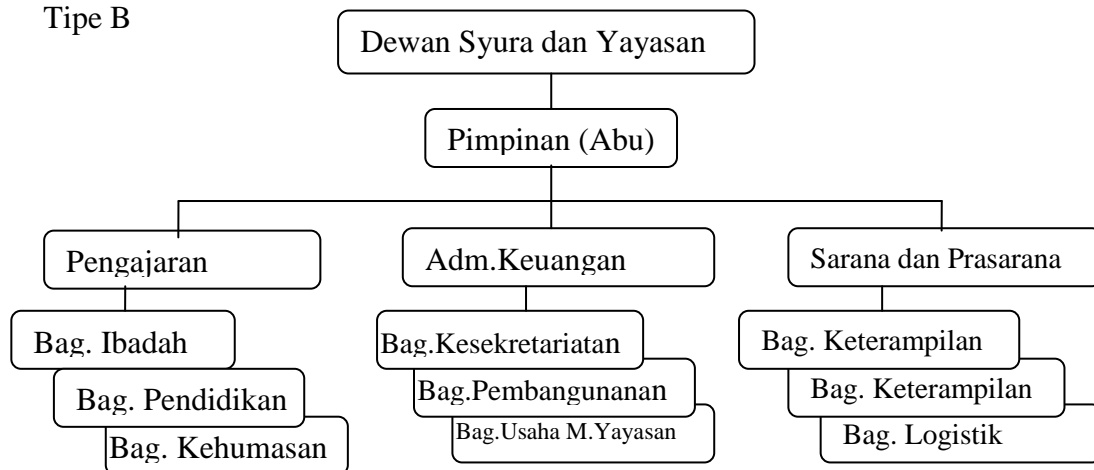 Tipe B
Dewan Syura dan Yayasan
Pimpinan (Abu)
Pengajaran
Adm.Keuangan
Sarana dan Prasarana
Bag. Ibadah
Bag. Pendidikan
Bag. Kehumasan
Bag.Kesekretariatan
Bag.Pembangunanan
Bag.Usaha M.Yayasan
Bag. Keterampilan
Bag. Keterampilan
Bag. Logistik